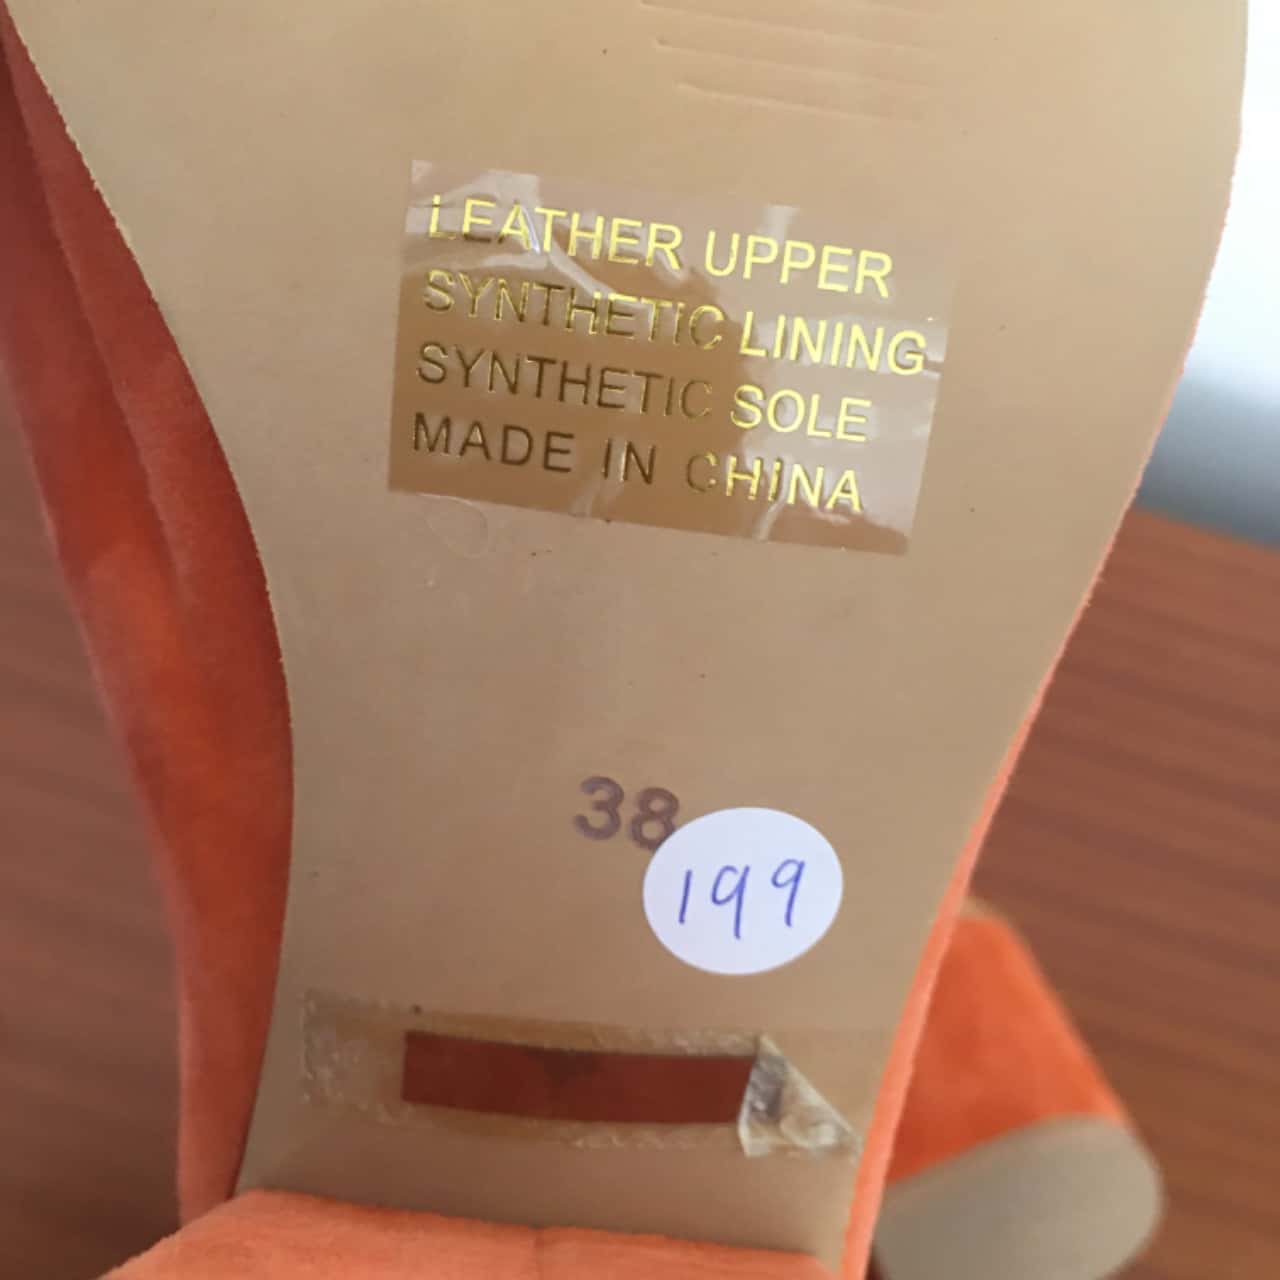 LEATHER UPPER
SYNTHETIC LINING
SYNTHETIC SOLE
MADE IN CHINA
38
199